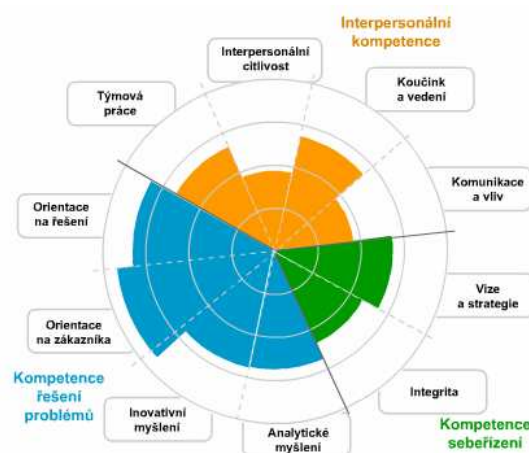 Interpersonální
kompetence
Interpersonální
citlivost
Koučink
a vedení
Týmová
práce
Komunikace
a vliv
Orientace
na řešení
Vize
a strategie
Orientace
na zákazníka
Kompetence
řešení
problémů
Integrita
Inovativní
myšlení
Analytické
myšlení
Kompetence
sebeřízení